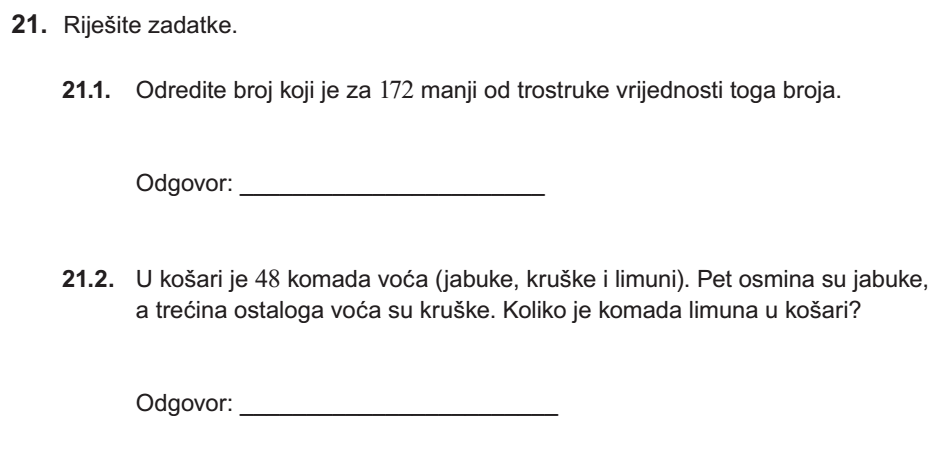 21. Riješite zadatke.
21.1. Odredite broj koji je za 172 manji od trostruke vrijednosti toga broja.
Odgovor: ____________________
21.2. U košari je 48 komada voća (jabuke, kruške i limuni). Pet osmina su jabuke,
a trećina ostaloga voća su kruške. Koliko je komada limuna u košari?
Odgovor: ____________________